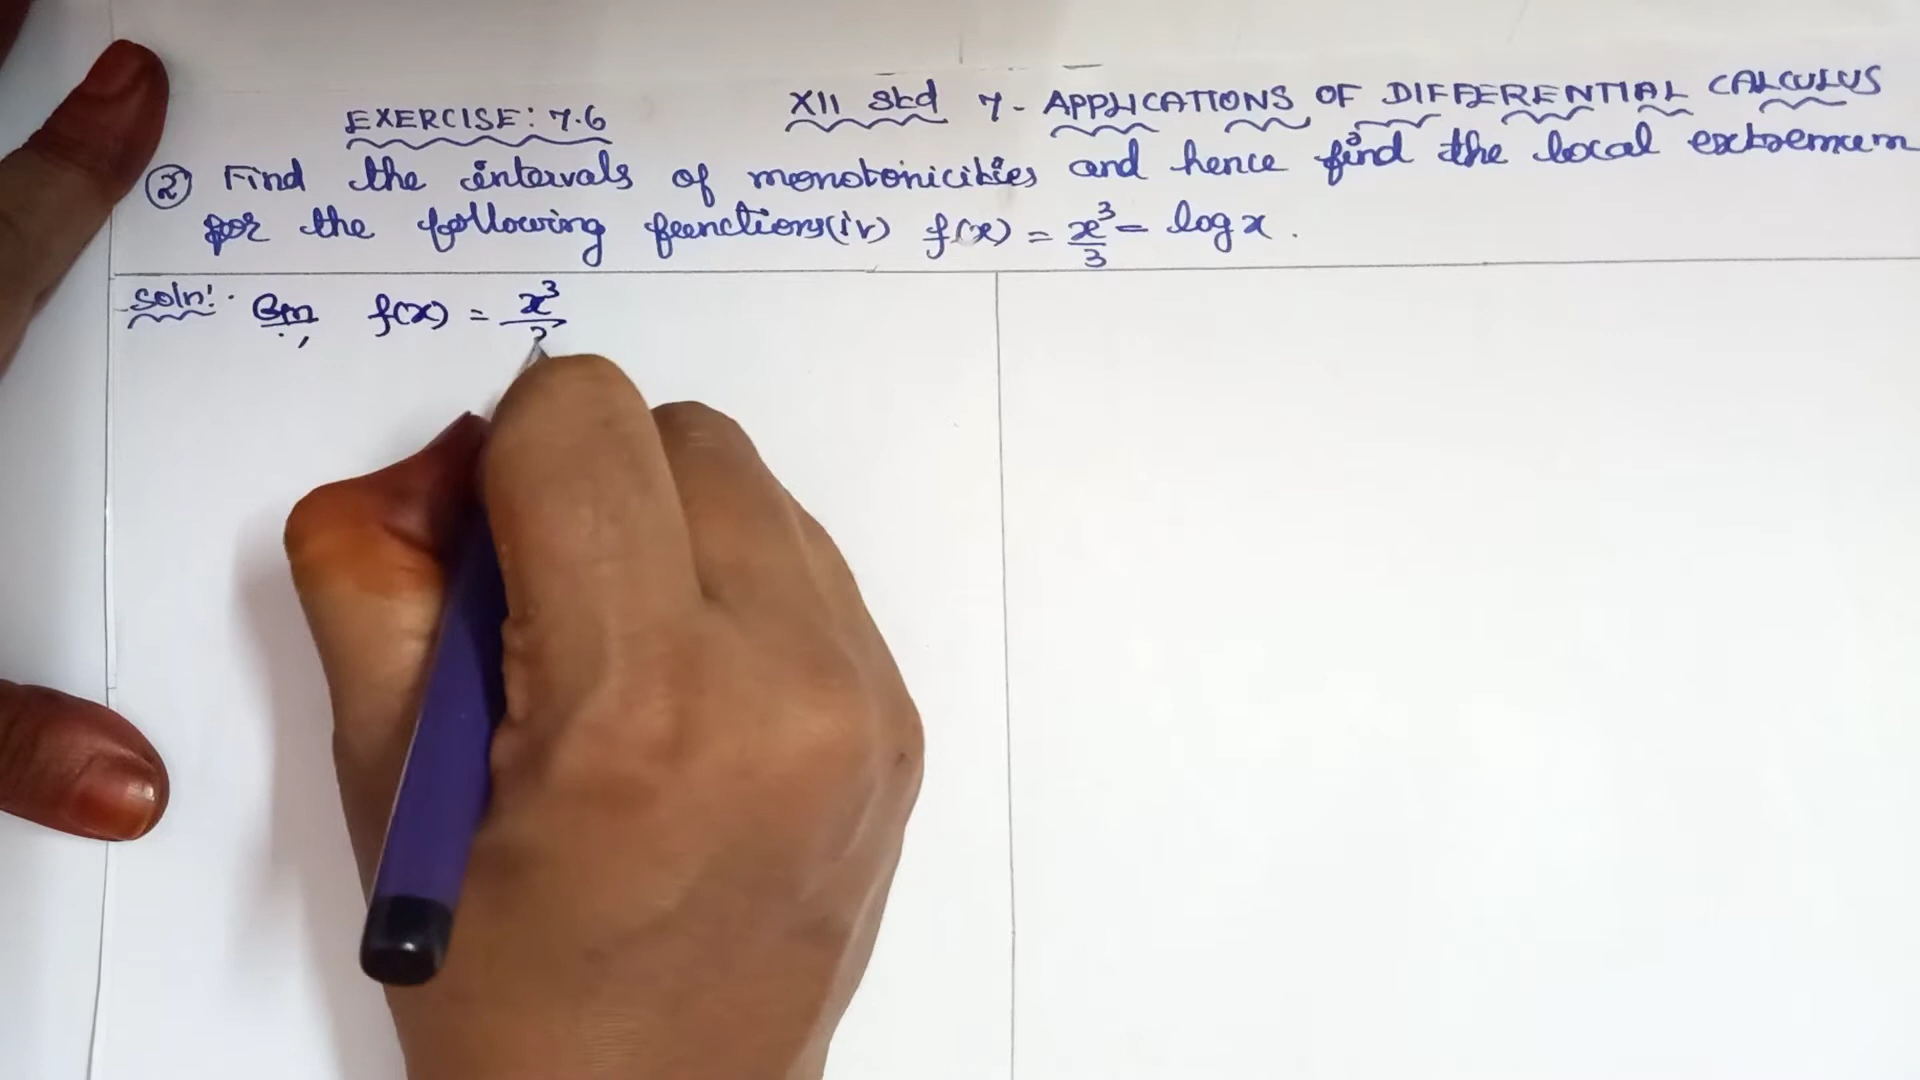 XII Std 7- APPLICATIONS OF DIFFERENTIAL CALCULUS
EXERCISE: 7.6
② Find the intervals of monotonicities and hence find the local extremum
for the following functions(iv) f(x) = x³/3 - log x.
Soln:. Gn., f(x) = x³/3